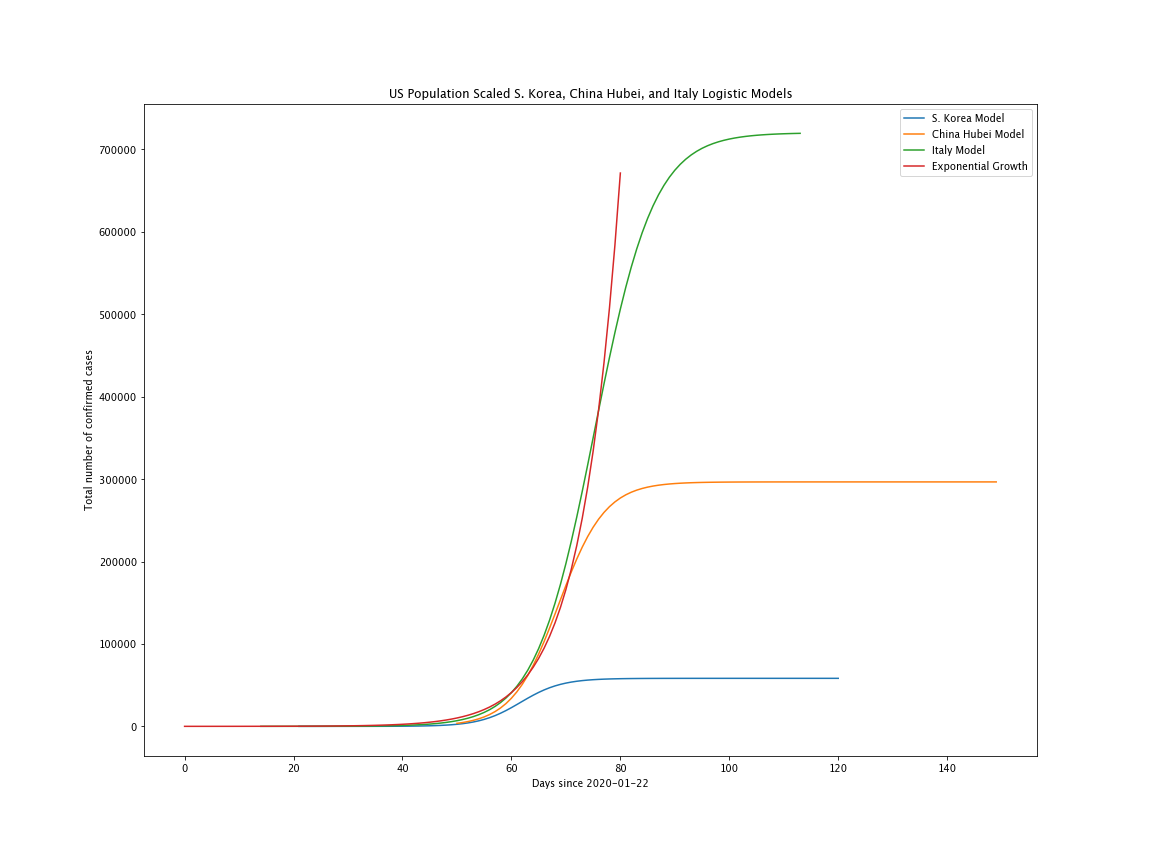 US Population Scaled S. Korea, China Hubei, and Italy Logistic Models
S. Korea Model
China Hubei Model
Italy Model
Exponential Growth
Total number of confirmed cases
700000
600000
500000
400000
300000
200000
100000
0
0 20 40 60 80 100 120 140
Days since 2020-01-22